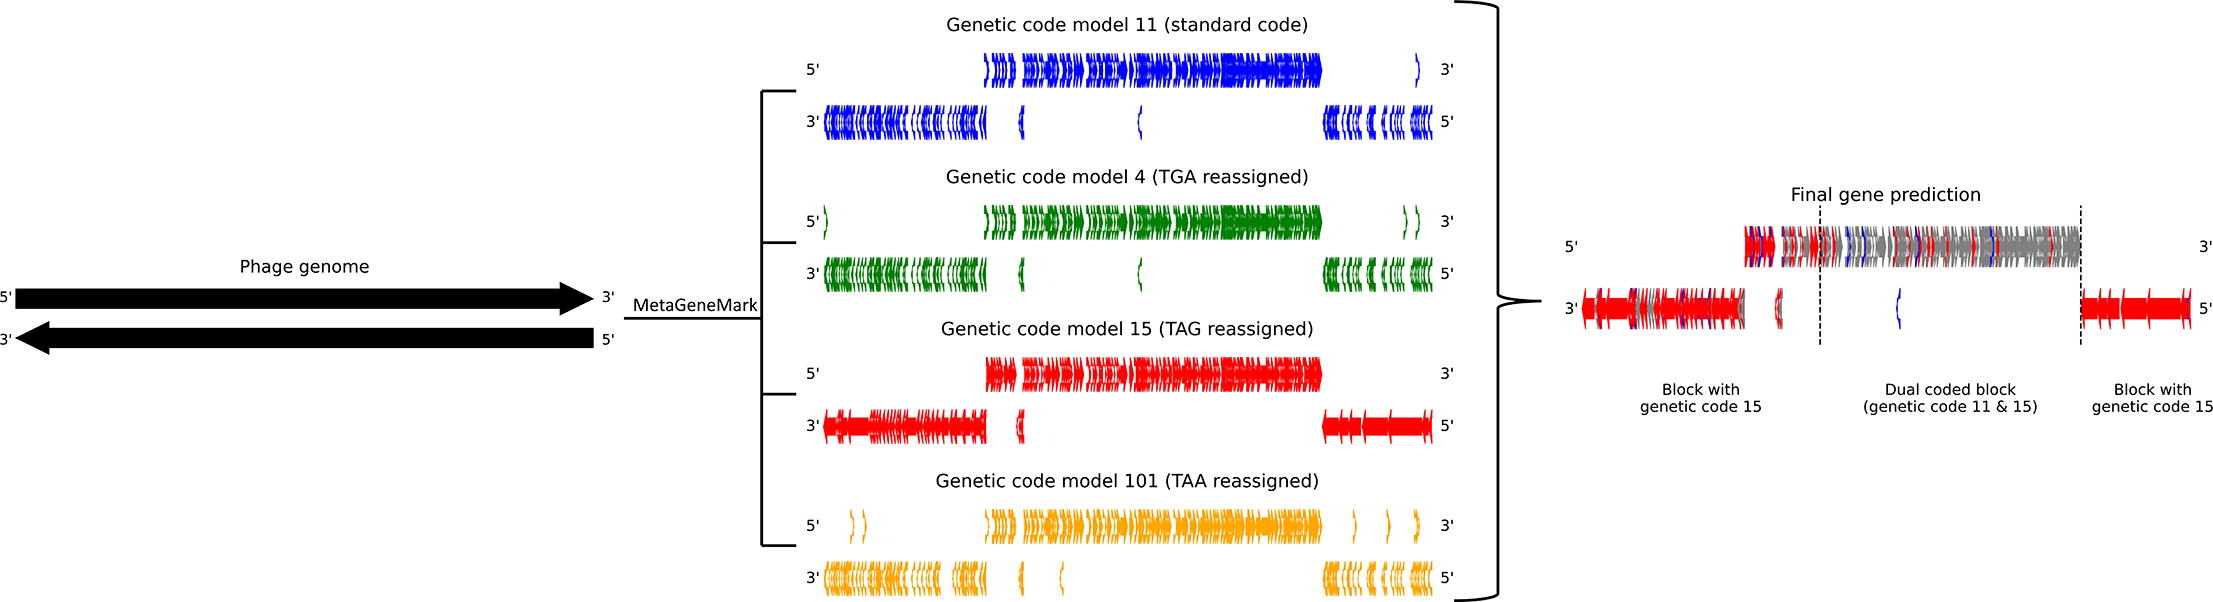 Phage genome
5'
3'
3'
5'
MetaGeneMark
Genetic code model 11 (standard code)
5'
3'
3'
5'
Genetic code model 4 (TGA reassigned)
5'
3'
3'
5'
Genetic code model 15 (TAG reassigned)
5'
3'
3'
5'
Genetic code model 101 (TAA reassigned)
5'
3'
3'
5'
Final gene prediction
5'
3'
3'
5'
Block with
genetic code 15
Dual coded block
(genetic code 11 & 15)
Block with
genetic code 15